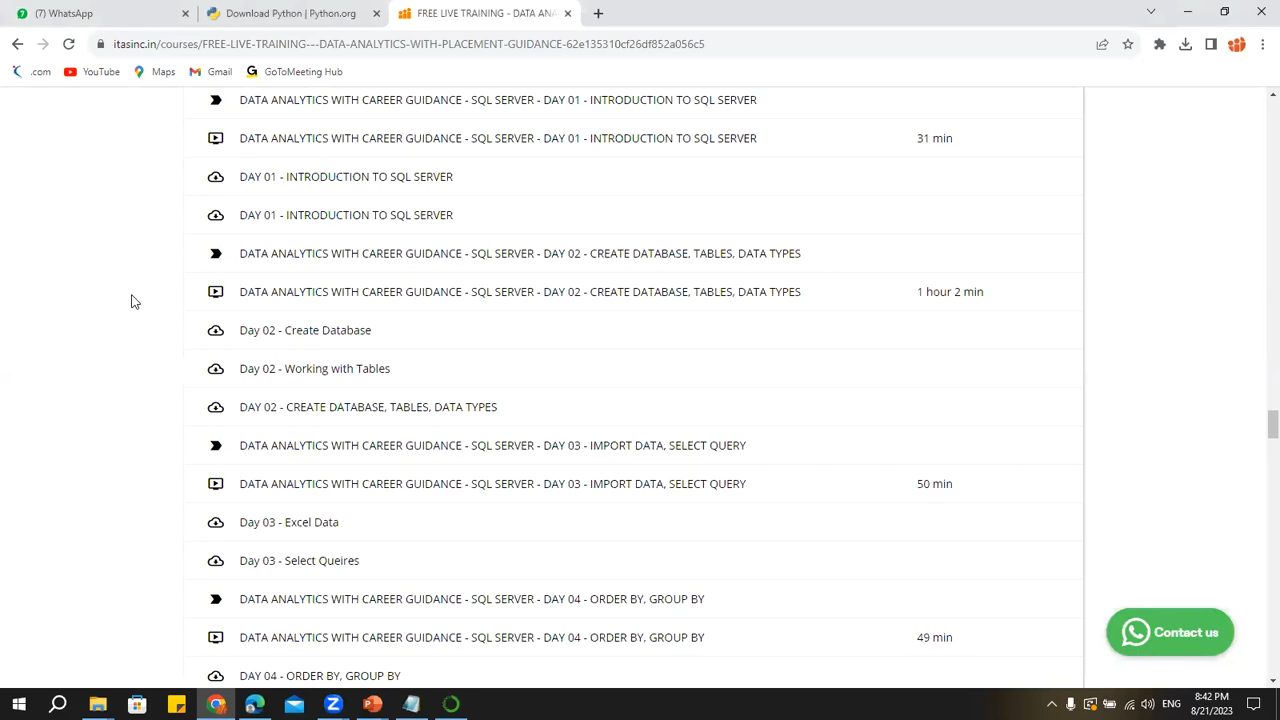 (7) WhatsApp
Download Python | Python.org
FREE LIVE TRAINING - DATA ANA
itasinc.in/courses/FREE-LIVE-TRAINING---DATA-ANALYTICS-WITH-PLACEMENT-GUIDANCE-62e135310cf26df852a056c5
.com YouTube Maps Gmail GoToMeeting Hub
DATA ANALYTICS WITH CAREER GUIDANCE - SQL SERVER - DAY 01 - INTRODUCTION TO SQL SERVER
DATA ANALYTICS WITH CAREER GUIDANCE - SQL SERVER - DAY 01 - INTRODUCTION TO SQL SERVER 31 min
DAY 01 - INTRODUCTION TO SQL SERVER
DAY 01 - INTRODUCTION TO SQL SERVER
DATA ANALYTICS WITH CAREER GUIDANCE - SQL SERVER - DAY 02 - CREATE DATABASE, TABLES, DATA TYPES
DATA ANALYTICS WITH CAREER GUIDANCE - SQL SERVER - DAY 02 - CREATE DATABASE, TABLES, DATA TYPES 1 hour 2 min
Day 02 - Create Database
Day 02 - Working with Tables
DAY 02 - CREATE DATABASE, TABLES, DATA TYPES
DATA ANALYTICS WITH CAREER GUIDANCE - SQL SERVER - DAY 03 - IMPORT DATA, SELECT QUERY
DATA ANALYTICS WITH CAREER GUIDANCE - SQL SERVER - DAY 03 - IMPORT DATA, SELECT QUERY 50 min
Day 03 - Excel Data
Day 03 - Select Queires
DATA ANALYTICS WITH CAREER GUIDANCE - SQL SERVER - DAY 04 - ORDER BY, GROUP BY
DATA ANALYTICS WITH CAREER GUIDANCE - SQL SERVER - DAY 04 - ORDER BY, GROUP BY 49 min
Contact us
DAY 04 - ORDER BY, GROUP BY
ENG
8:42 PM
8/21/2023